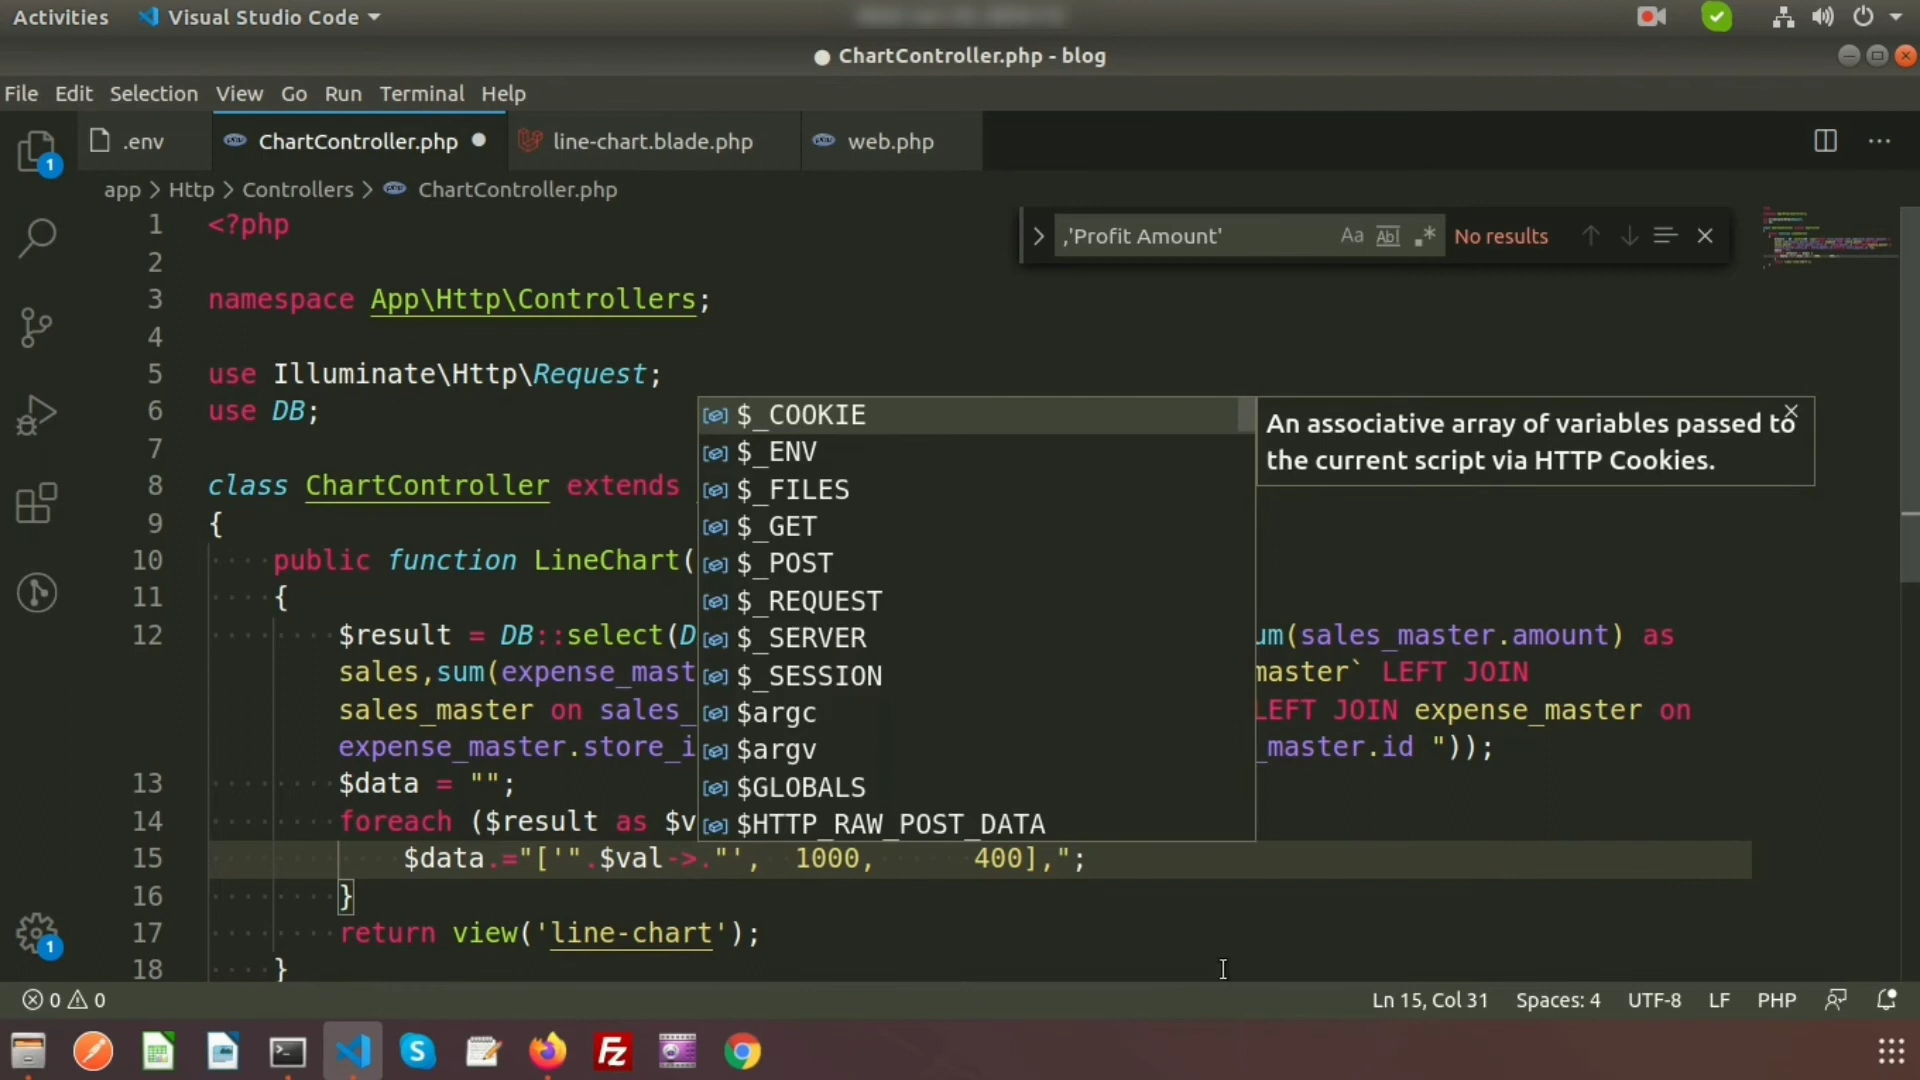 Activities Visual Studio Code
ChartController.php - blog
File Edit Selection View Go Run Terminal Help
.env ChartController.php line-chart.blade.php web.php
1
app > Http > Controllers > ChartController.php
,'Profit Amount' Aa Abl .* No results
1 <?php
2
3 namespace App\Http\Controllers;
4
5 use Illuminate\Http\Request;
6 use DB;
7
8 class ChartController extends
9 {
10 public function LineChart(
11 {
12 $result = DB::select(D um(sales_master.amount) as
sales,sum(expense_mast master` LEFT JOIN
sales_master on sales_ LEFT JOIN expense_master on
expense_master.store_i _master.id "));
13 $data = "";
14 foreach ($result as $v
15 $data.="['".$val->."', 1000, 400],";
16 }
17 return view('line-chart');
18 }
$_COOKIE
$_ENV
$_FILES
$_GET
$_POST
$_REQUEST
$_SERVER
$_SESSION
$argc
$argv
$GLOBALS
$HTTP_RAW_POST_DATA
An associative array of variables passed to
the current script via HTTP Cookies.
1
0 0 Ln 15, Col 31 Spaces: 4 UTF-8 LF PHP